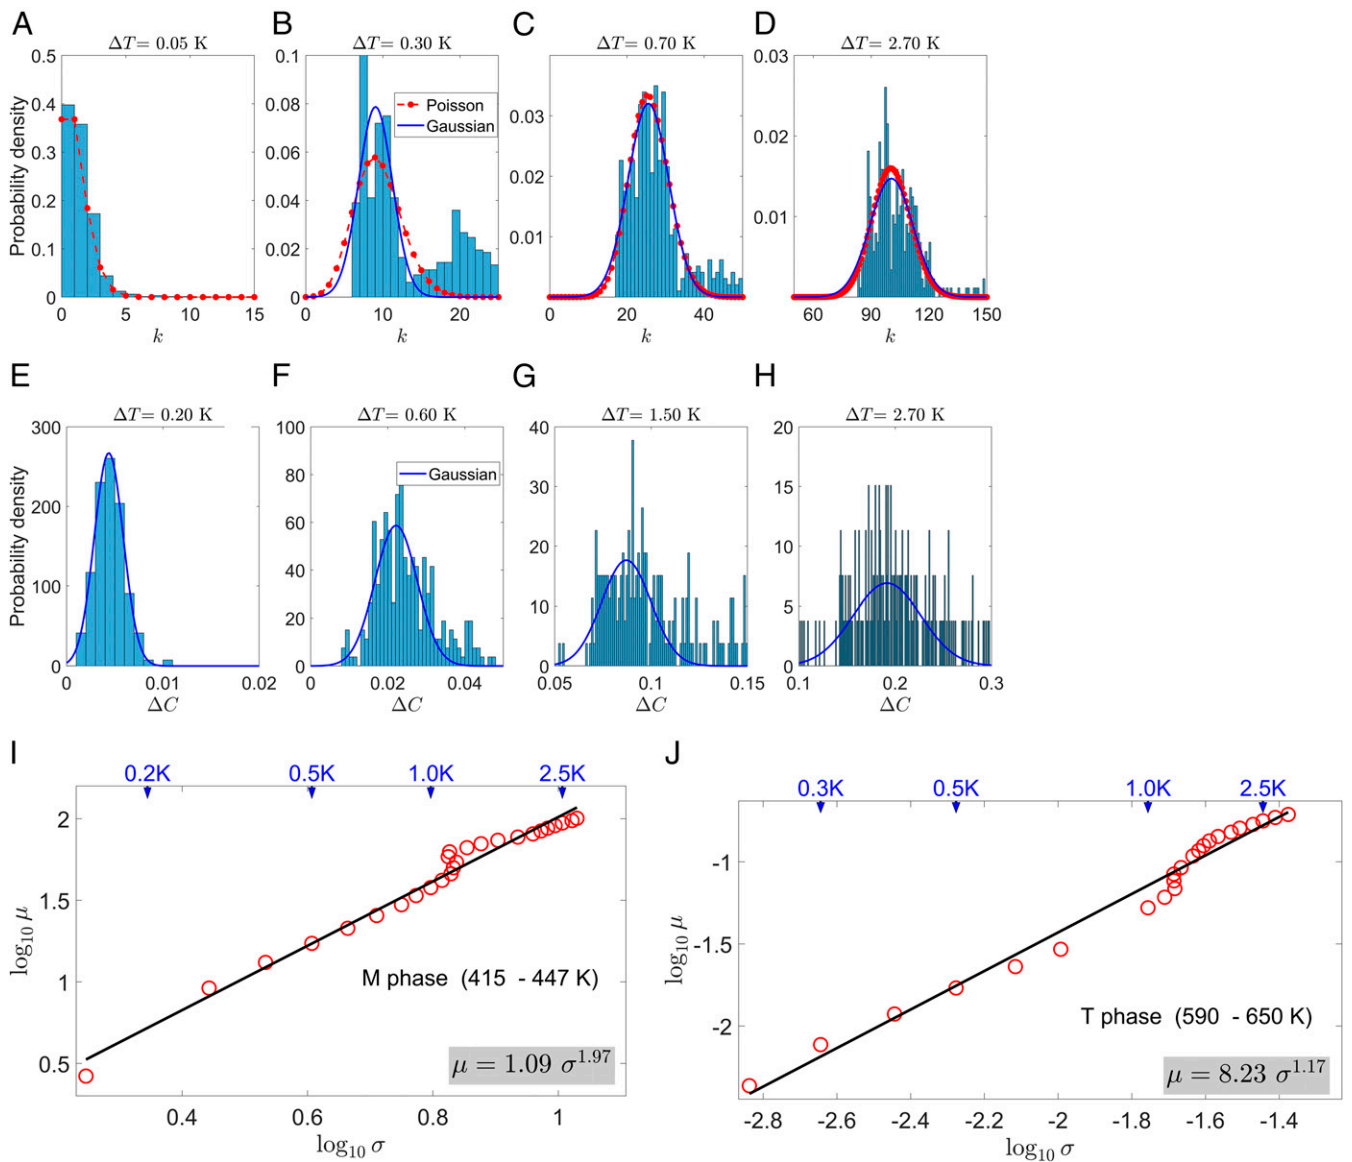 A
B
C
D
ΔT = 0.05 K
ΔT = 0.30 K
ΔT = 0.70 K
ΔT = 2.70 K
Probability density
0.5
0.4
0.3
0.2
0.1
0
0 5 10 15
k
0.1
0.08
0.06
0.04
0.02
0
0 10 20
k
Poisson
Gaussian
0.03
0.02
0.01
20 40
k
0.03
0.02
0.01
60 90 120 150
k
E
F
G
H
ΔT = 0.20 K
ΔT = 0.60 K
ΔT = 1.50 K
ΔT = 2.70 K
Probability density
300
200
100
0
0 0.01 0.02
ΔC
100
80
60
40
20
0
0 0.02 0.04
ΔC
Gaussian
40
30
20
10
0
0.05 0.1 0.15
ΔC
20
15
10
5
0
0.1 0.2 0.3
ΔC
I
0.2K 0.5K 1.0K 2.5K
log10 μ
2
1.5
1
0.5
M phase (415 - 447 K)
μ = 1.09 σ^1.97
0.4 0.6 0.8 1
log10 σ
J
0.3K 0.5K 1.0K 2.5K
log10 μ
-1
-1.5
-2
T phase (590 - 650 K)
μ = 8.23 σ^1.17
-2.8 -2.6 -2.4 -2.2 -2 -1.8 -1.6 -1.4
log10 σ